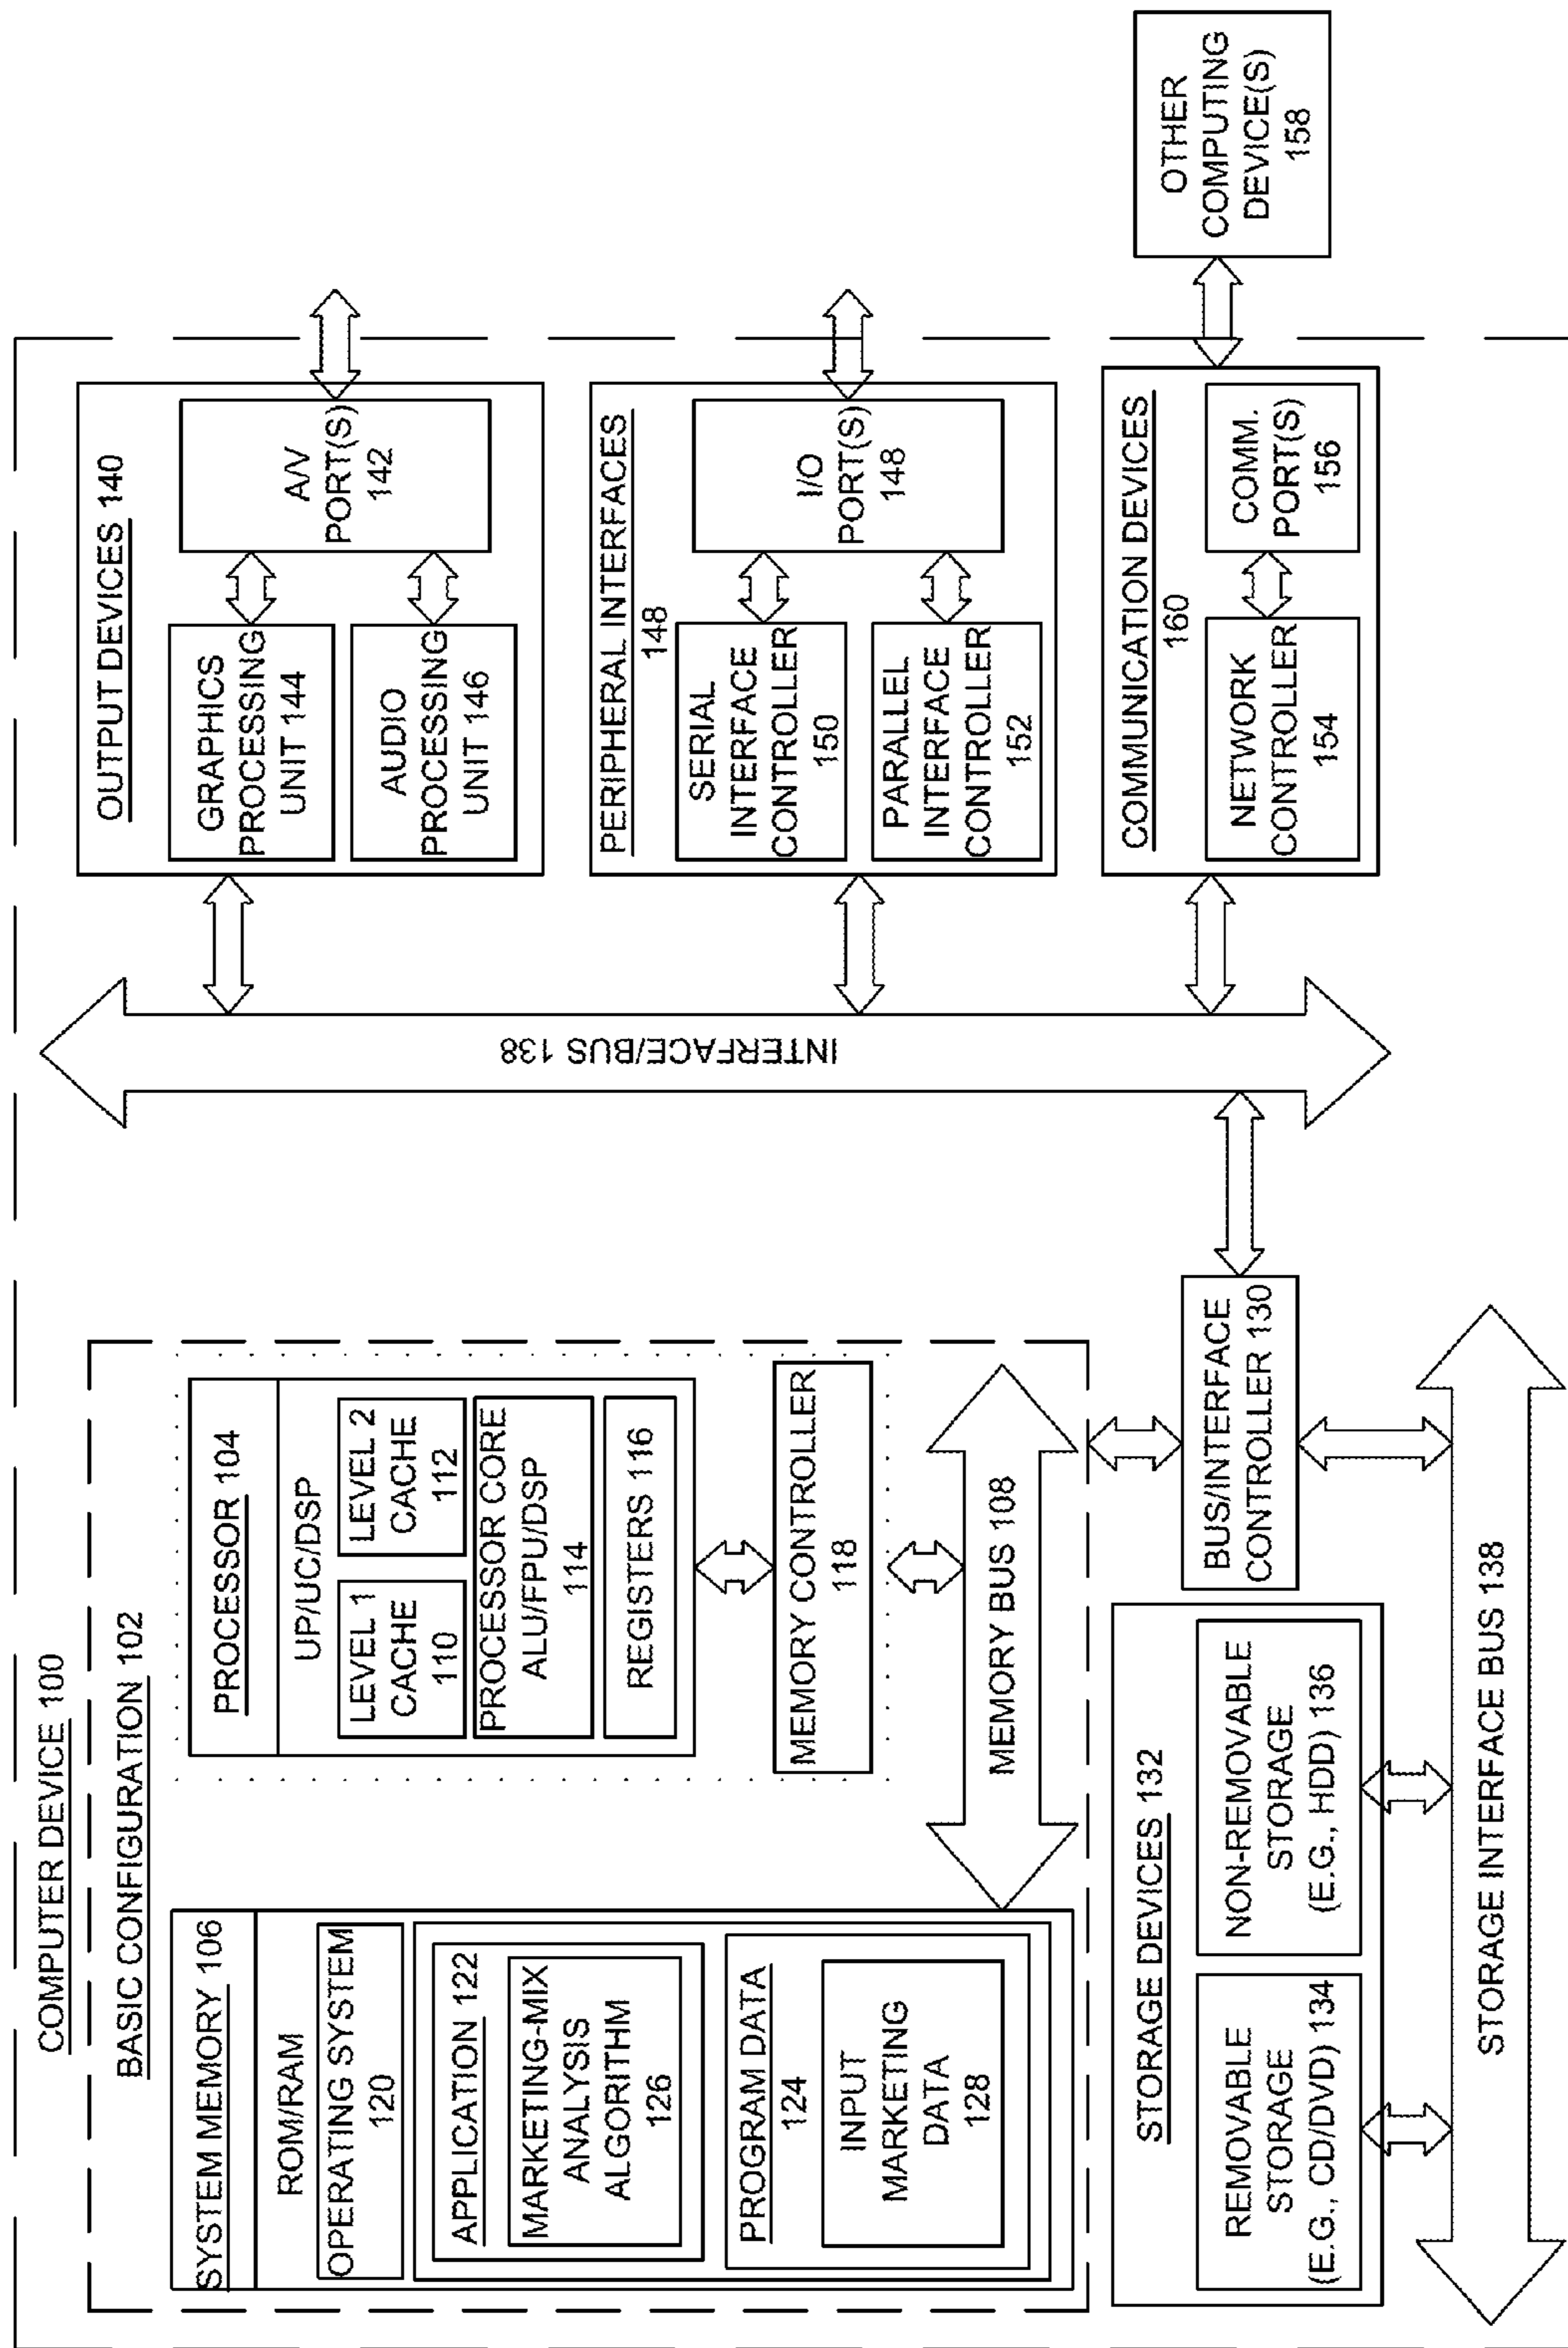 COMPUTER DEVICE 100
BASIC CONFIGURATION 102
SYSTEM MEMORY 106
ROM/RAM
OPERATING SYSTEM
120
APPLICATION 122
MARKETING-MIX
ANALYSIS
ALGORITHM
126
PROGRAM DATA
124
INPUT
MARKETING
DATA
128
PROCESSOR 104
UP/UC/DSP
LEVEL 1
CACHE
110
LEVEL 2
CACHE
112
PROCESSOR CORE
ALU/FPU/DSP
114
REGISTERS 116
MEMORY CONTROLLER
118
MEMORY BUS 108
BUS/INTERFACE
CONTROLLER 130
STORAGE DEVICES 132
REMOVABLE
STORAGE
(E.G., CD/DVD) 134
NON-REMOVABLE
STORAGE
(E.G., HDD) 136
STORAGE INTERFACE BUS 138
INTERFACE/BUS 138
OUTPUT DEVICES 140
GRAPHICS
PROCESSING
UNIT 144
AUDIO
PROCESSING
UNIT 146
A/V
PORT(S)
142
PERIPHERAL INTERFACES
148
SERIAL
INTERFACE
CONTROLLER
150
PARALLEL
INTERFACE
CONTROLLER
152
I/O
PORT(S)
148
COMMUNICATION DEVICES
160
NETWORK
CONTROLLER
154
COMM.
PORT(S)
156
OTHER
COMPUTING
DEVICE(S)
158